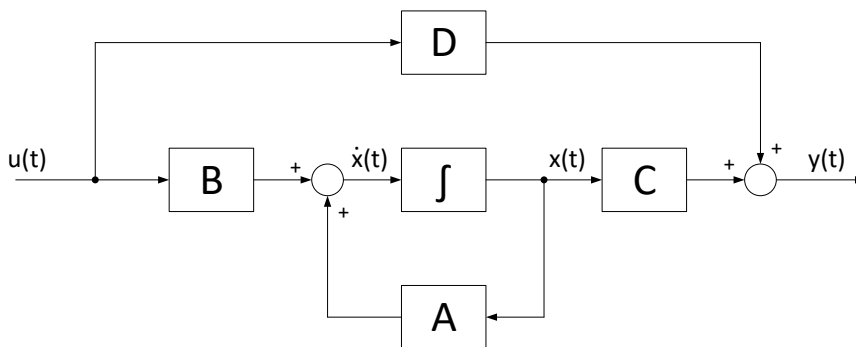 D
u(t)
B
+
ẋ(t)
∫
x(t)
C
+
+
y(t)
+
A